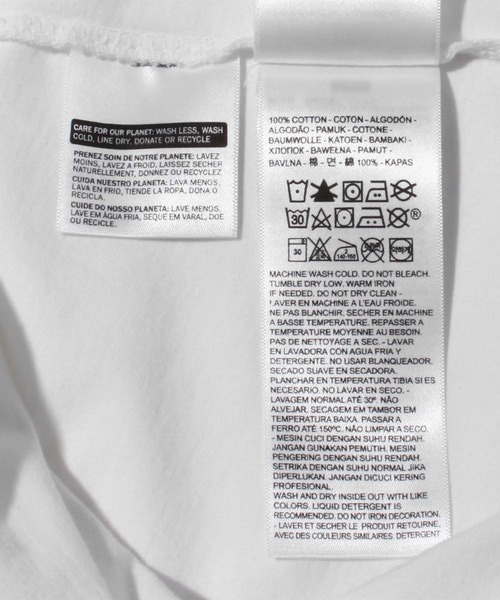 CARE FOR OUR PLANET: WASH LESS, WASH
COLD, LINE DRY, DONATE OR RECYCLE
PRENEZ SOIN DE NOTRE PLANETE: LAVEZ
MOINS, LAVEZ A FROID, LAISSEZ SECHER
NATURELLEMENT, DONNEZ OU RECYCLEZ
CUIDA NUESTRO PLANETA: LAVA MENOS,
LAVA EN FRIO, TIENDE LA ROPA, DONA O
RECICLA.
CUIDE DO NOSSO PLANETA: LAVE MENOS,
LAVE EM ÁGUA FRIA, SEQUE EM VARAL, DOE
OU RECICLE.
100% COTTON - COTON - ALGODÓN -
ALGODÃO - PAMUK - COTONE -
BAUMWOLLE - KATOEN - BAMBAKI -
ХЛОПОК - BAWEŁNA - PAMUT -
BAVLNA - 棉 - 면 - 綿 100% - KAPAS
30
®
30
2
140-160
MACHINE WASH COLD. DO NOT BLEACH.
TUMBLE DRY LOW. WARM IRON
IF NEEDED. DO NOT DRY CLEAN -
LAVER EN MACHINE A L'EAU FROIDE.
NE PAS BLANCHIR. SECHER EN MACHINE
A BASSE TEMPERATURE. REPASSER A
TEMPERATURE MOYENNE AU BESOIN.
PAS DE NETTOYAGE A SEC. - LAVAR
EN LAVADORA CON AGUA FRIA Y
DETERGENTE. NO USAR BLANQUEADOR.
SECADO SUAVE EN SECADORA.
PLANCHAR EN TEMPERATURA TIBIA SI ES
NECESARIO. NO LAVAR EN SECO. -
LAVAGEM NORMAL ATÉ 30º. NÃO
ALVEJAR. SECAGEM EM TAMBOR EM
TEMPERATURA BAIXA. PASSAR A
FERRO ATÉ 150ºC. NÃO LIMPAR A SECO.
- MESIN CUCI DENGAN SUHU RENDAH.
JANGAN GUNAKAN PEMUTIH. MESIN
PENGERING DENGAN SUHU RENDAH.
SETRIKA DENGAN SUHU NORMAL JIKA
DIPERLUKAN. JANGAN DICUCI KERING
PROFESIONAL.
WASH AND DRY INSIDE OUT WITH LIKE
COLORS. LIQUID DETERGENT IS
RECOMMENDED. DO NOT IRON DECORATION.
- LAVER ET SECHER LE PRODUIT RETOURNE,
AVEC DES COULEURS SIMILAIRES. DETERGENT